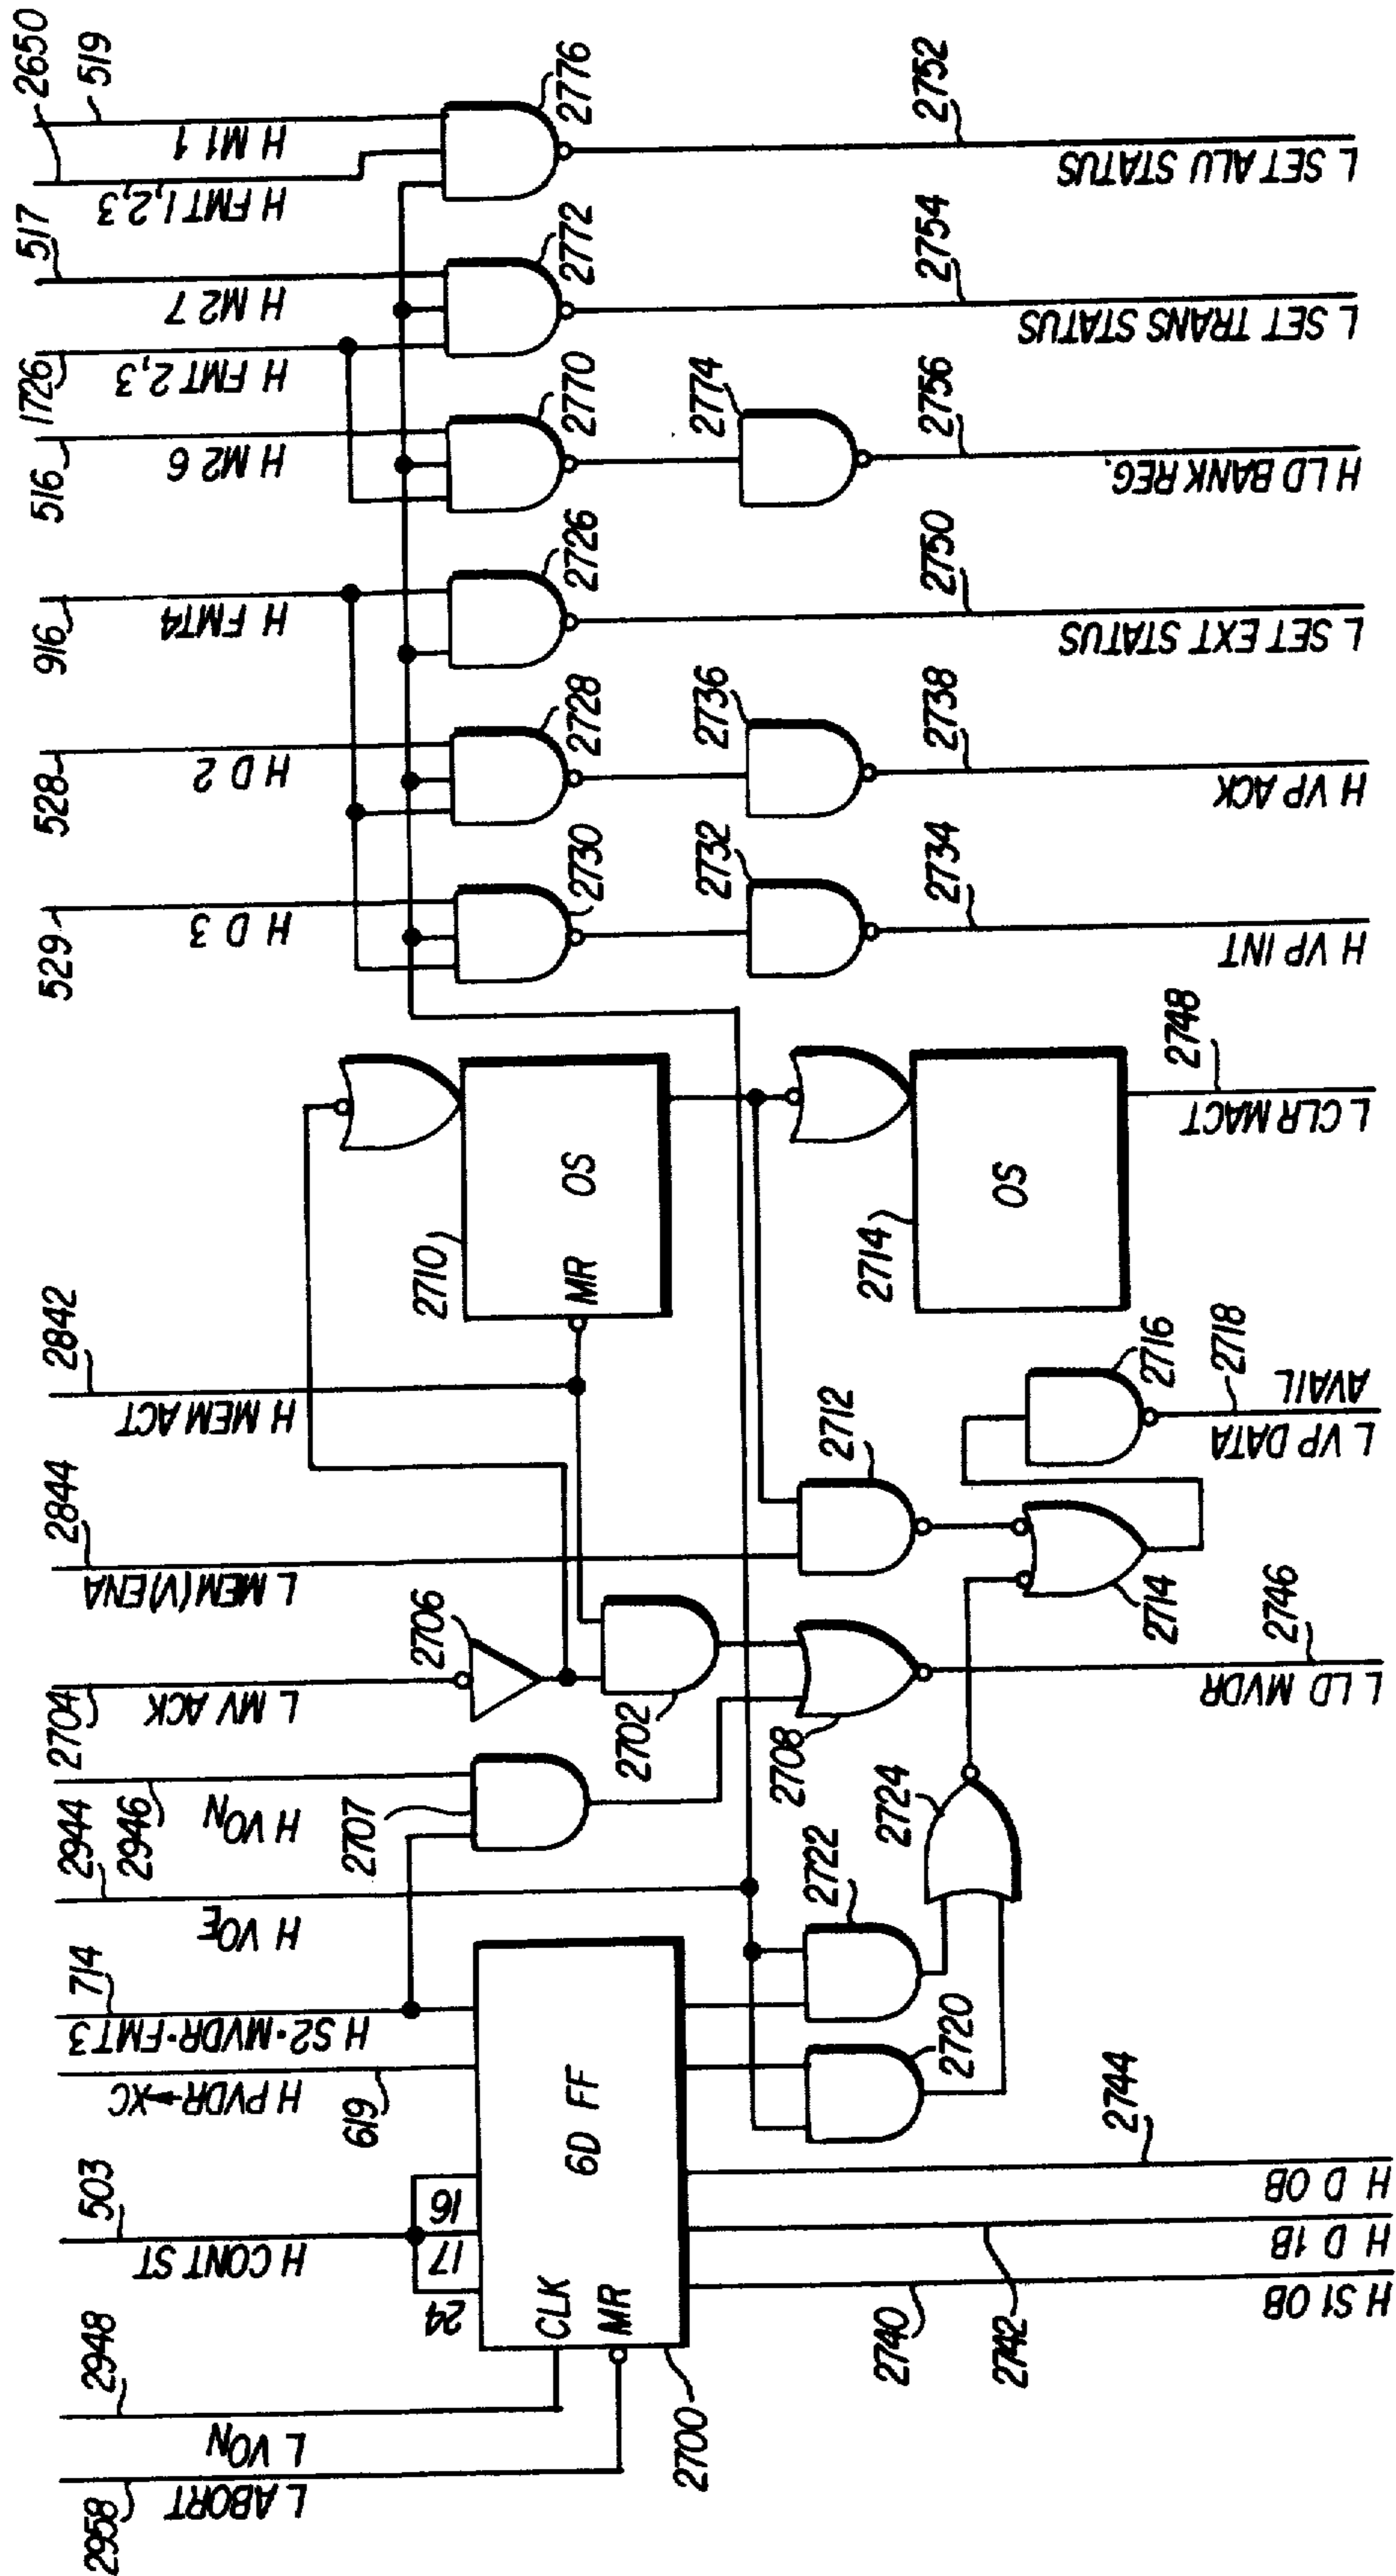 2650
519
H M1 1
H FMT 1,2,3
2776
2752
L SET ALU STATUS
517
H M2 7
1726
H FMT 2,3
2772
2754
L SET TRANS STATUS
516
H M2 6
2770
2774
2756
H LD BANK REG.
916
H FMT4
2726
2750
L SET EXT STATUS
528
H D 2
2728
2736
2738
H VP ACK
529
H D 3
2730
2732
2734
H VP INT
2710
MR
OS
2714
OS
2748
L CLR MACT
2842
H MEM ACT
2844
L MEM(V)ENA
2712
2716
2718
L VP DATA
AVAIL
2714
2704
L MV ACK
2706
2702
2708
2746
L LD MVDR
2946
H VON
2707
2944
H VOE
2722
2724
2720
714
H S2·MVDR·FMT3
619
H PVDR→XC
503
H CONT ST
16
17
24
6D FF
CLK
MR
2700
2948
L VON
2958
L ABORT
2744
H D 0B
2742
H D 1B
2740
H S1 0B